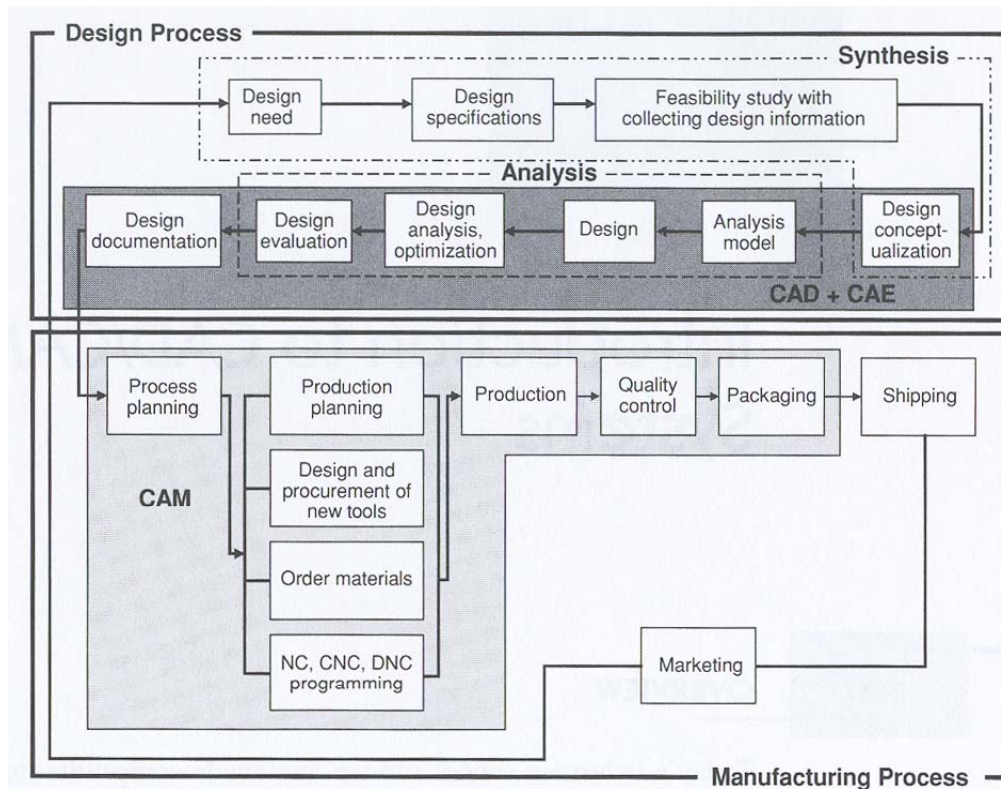 Design Process
Synthesis
Design
need
Design
specifications
Feasibility study with
collecting design information
Analysis
Design
documentation
Design
evaluation
Design
analysis,
optimization
Design
Analysis
model
Design
concept-
ualization
CAD + CAE
Process
planning
Production
planning
Production
Quality
control
Packaging
Shipping
CAM
Design and
procurement of
new tools
Order materials
NC, CNC, DNC
programming
Marketing
Manufacturing Process